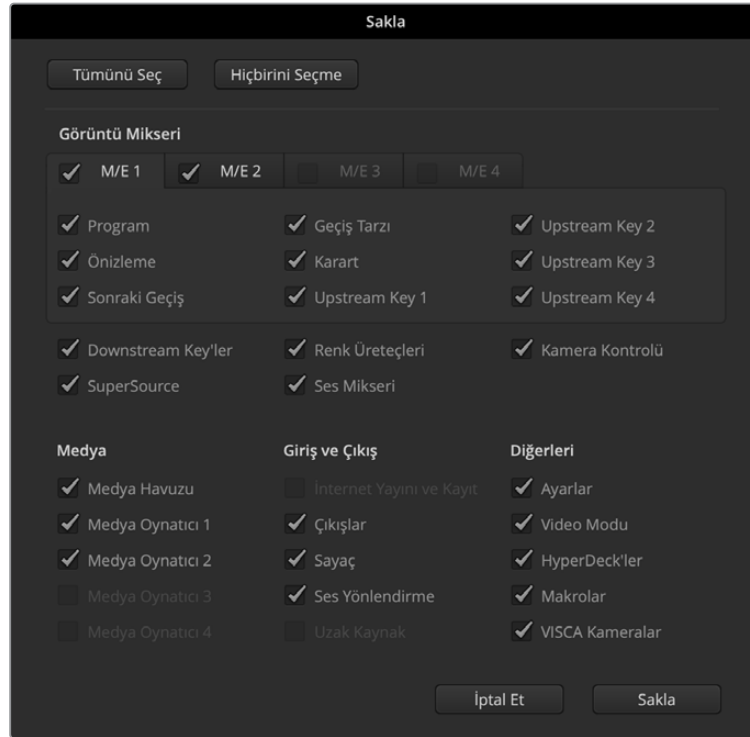 Sakla
Tümünü Seç Hiçbirini Seçme
Görüntü Mikseri
M/E 1 M/E 2 M/E 3 M/E 4
Program Geçiş Tarzı Upstream Key 2
Önizleme Karart Upstream Key 3
Sonraki Geçiş Upstream Key 1 Upstream Key 4
Downstream Key'ler Renk Üreteçleri Kamera Kontrolü
SuperSource Ses Mikseri
Medya Giriş ve Çıkış Diğerleri
Medya Havuzu İnternet Yayını ve Kayıt Ayarlar
Medya Oynatıcı 1 Çıkışlar Video Modu
Medya Oynatıcı 2 Sayaç HyperDeck'ler
Medya Oynatıcı 3 Ses Yönlendirme Makrolar
Medya Oynatıcı 4 Uzak Kaynak VISCA Kameralar
İptal Et Sakla